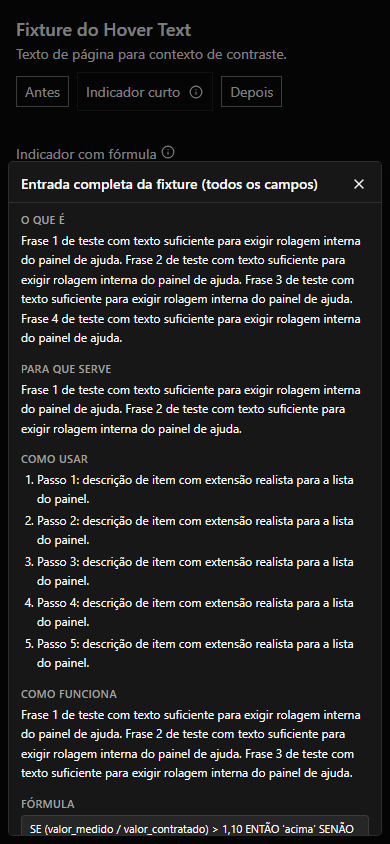 Fixture do Hover Text
Texto de página para contexto de contraste.
Antes
Indicador curto
Depois
Indicador com fórmula
Entrada completa da fixture (todos os campos)
O QUE É
Frase 1 de teste com texto suficiente para exigir rolagem interna
do painel de ajuda. Frase 2 de teste com texto suficiente para
exigir rolagem interna do painel de ajuda. Frase 3 de teste com
texto suficiente para exigir rolagem interna do painel de ajuda.
Frase 4 de teste com texto suficiente para exigir rolagem interna
do painel de ajuda.
PARA QUE SERVE
Frase 1 de teste com texto suficiente para exigir rolagem interna
do painel de ajuda. Frase 2 de teste com texto suficiente para
exigir rolagem interna do painel de ajuda.
COMO USAR
1. Passo 1: descrição de item com extensão realista para a lista
do painel.
2. Passo 2: descrição de item com extensão realista para a lista
do painel.
3. Passo 3: descrição de item com extensão realista para a lista
do painel.
4. Passo 4: descrição de item com extensão realista para a lista
do painel.
5. Passo 5: descrição de item com extensão realista para a lista
do painel.
COMO FUNCIONA
Frase 1 de teste com texto suficiente para exigir rolagem interna
do painel de ajuda. Frase 2 de teste com texto suficiente para
exigir rolagem interna do painel de ajuda. Frase 3 de teste com
texto suficiente para exigir rolagem interna do painel de ajuda.
FÓRMULA
SE (valor_medido / valor_contratado) > 1,10 ENTÃO 'acima' SENÃO